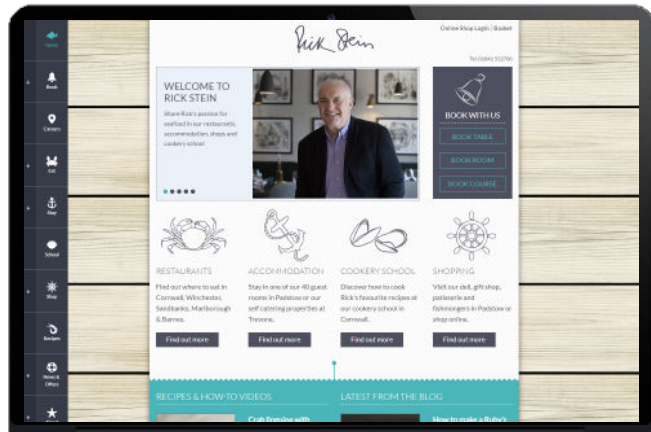 Rick Stein
Online Shop Login | Basket
Home
Book
Careers
Eat
Stay
School
Shop
Recipes
News &
Offers
WELCOME TO
RICK STEIN
Share Rick's passion for
seafood in our restaurants,
accommodation, shops and
cookery school
BOOK WITH US
BOOK TABLE
BOOK ROOM
BOOK COURSE
RESTAURANTS
Find out where to eat in
Cornwall, Winchester,
Sandbanks, Marlborough
& Barnes.
Find out more
ACCOMMODATION
Stay in one of our 40 guest
rooms in Padstow or our
self catering properties at
Trevone.
Find out more
COOKERY SCHOOL
Discover how to cook
Rick's favourite recipes at
our cookery school in
Cornwall.
Find out more
SHOPPING
Visit our deli, gift shop,
patisserie and
fishmongers in Padstow or
shop online.
Find out more
RECIPES & HOW-TO VIDEOS
LATEST FROM THE BLOG
How to make a Ruby's